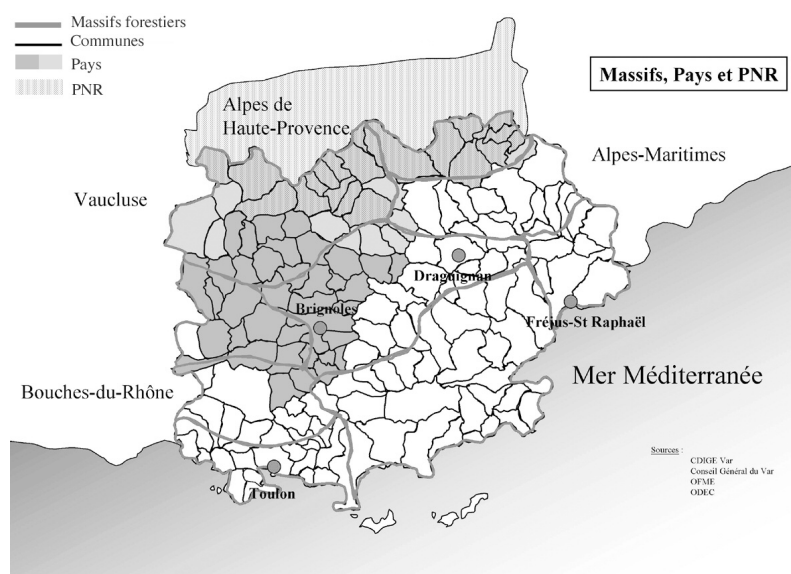 Massifs forestiers
Communes
Pays
PNR
Massifs, Pays et PNR
Alpes de
Haute-Provence
Alpes-Maritimes
Vaucluse
Draguignan
Brignoles
Fréjus-St Raphaël
Mer Méditerranée
Bouches-du-Rhône
Sources :
CDIGE Var
Conseil Général du Var
OFME
ODEC
Toulon